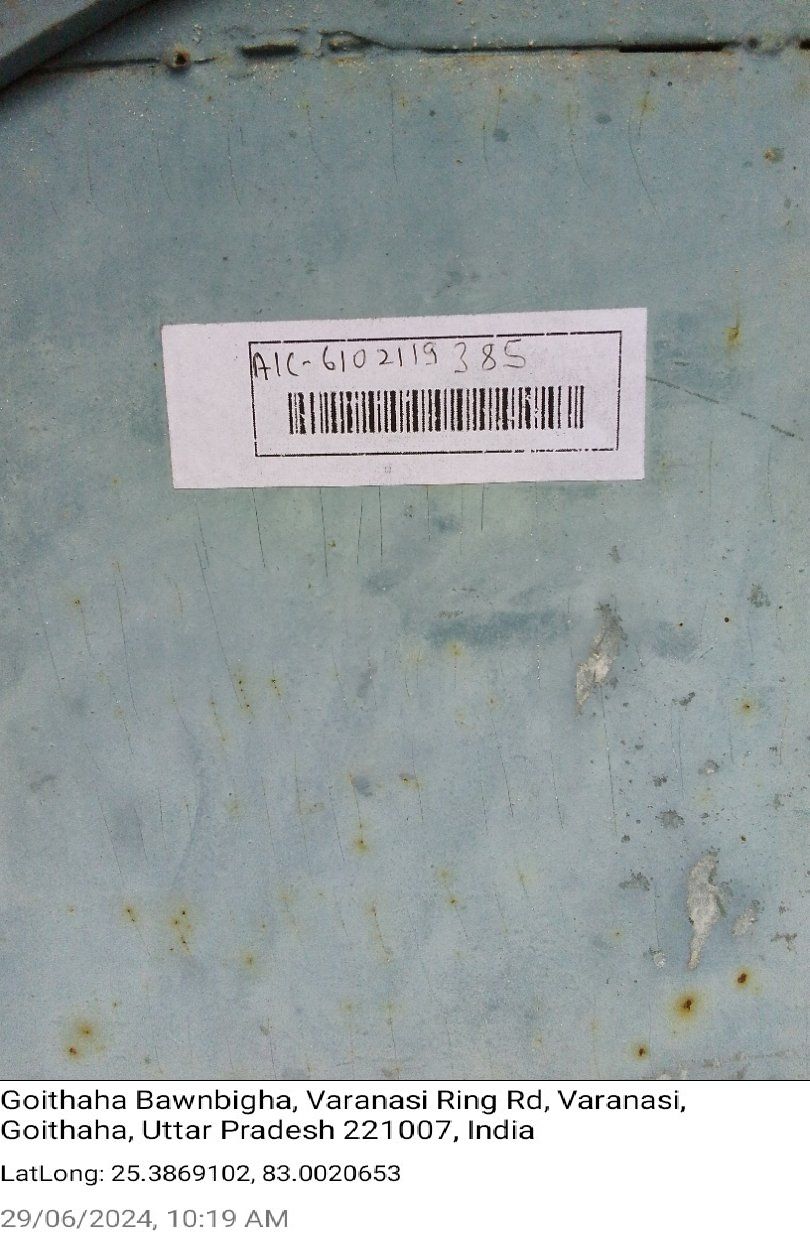 A/C-6102119385
Goithaha Bawnbigha, Varanasi Ring Rd, Varanasi,
Goithaha, Uttar Pradesh 221007, India
LatLong: 25.3869102, 83.0020653
29/06/2024, 10:19 AM